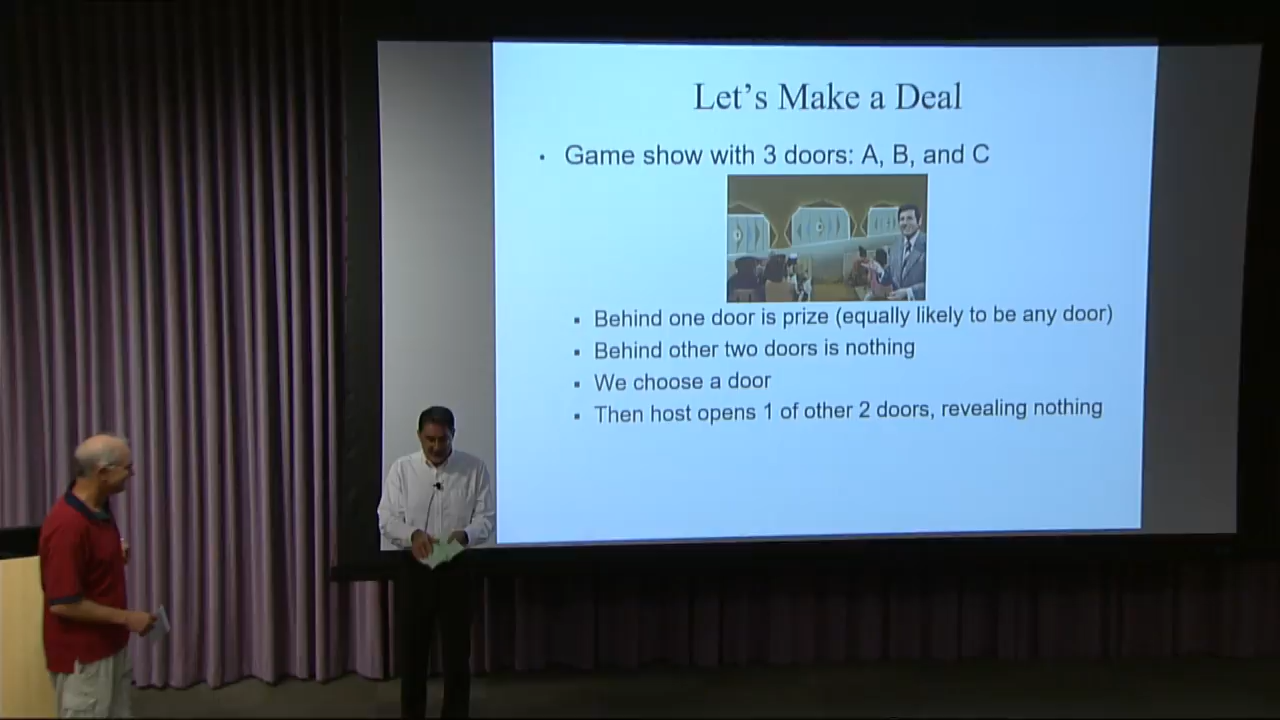 Let's Make a Deal
• Game show with 3 doors: A, B, and C
▪ Behind one door is prize (equally likely to be any door)
▪ Behind other two doors is nothing
▪ We choose a door
▪ Then host opens 1 of other 2 doors, revealing nothing